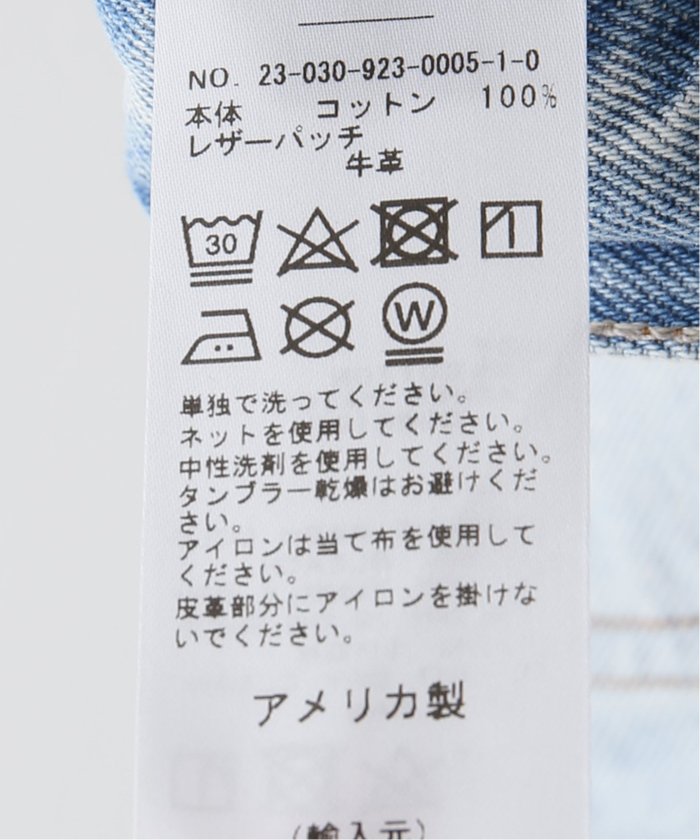 NO. 23-030-923-0005-1-0
本体 コットン 100%
レザーパッチ
牛革
30
W
単独で洗ってください。
ネットを使用してください。
中性洗剤を使用してください。
タンブラー乾燥はお避けくだ
さい。
アイロンは当て布を使用して
ください。
皮革部分にアイロンを掛けな
いでください。
アメリカ製
(輸入元)